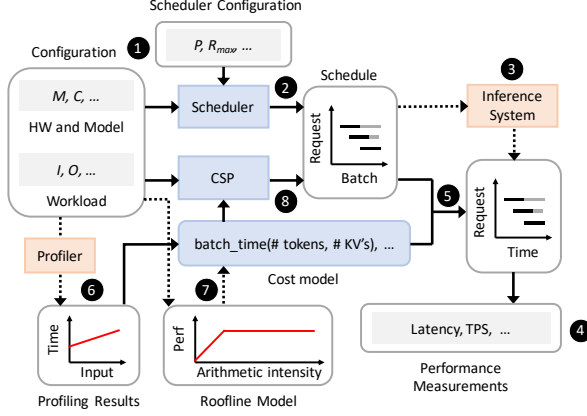 Scheduler Configuration
P, Rmax, ...
1
Configuration
M, C, ...
HW and Model
I, O, ...
Workload
Scheduler
2
Schedule
Request
Batch
3
Inference
System
CSP
8
5
Request
Time
batch_time(# tokens, # KV's), ...
Cost model
Profiler
6
7
Time
Input
Profiling Results
Perf
Arithmetic intensity
Roofline Model
Latency, TPS, ...
4
Performance
Measurements